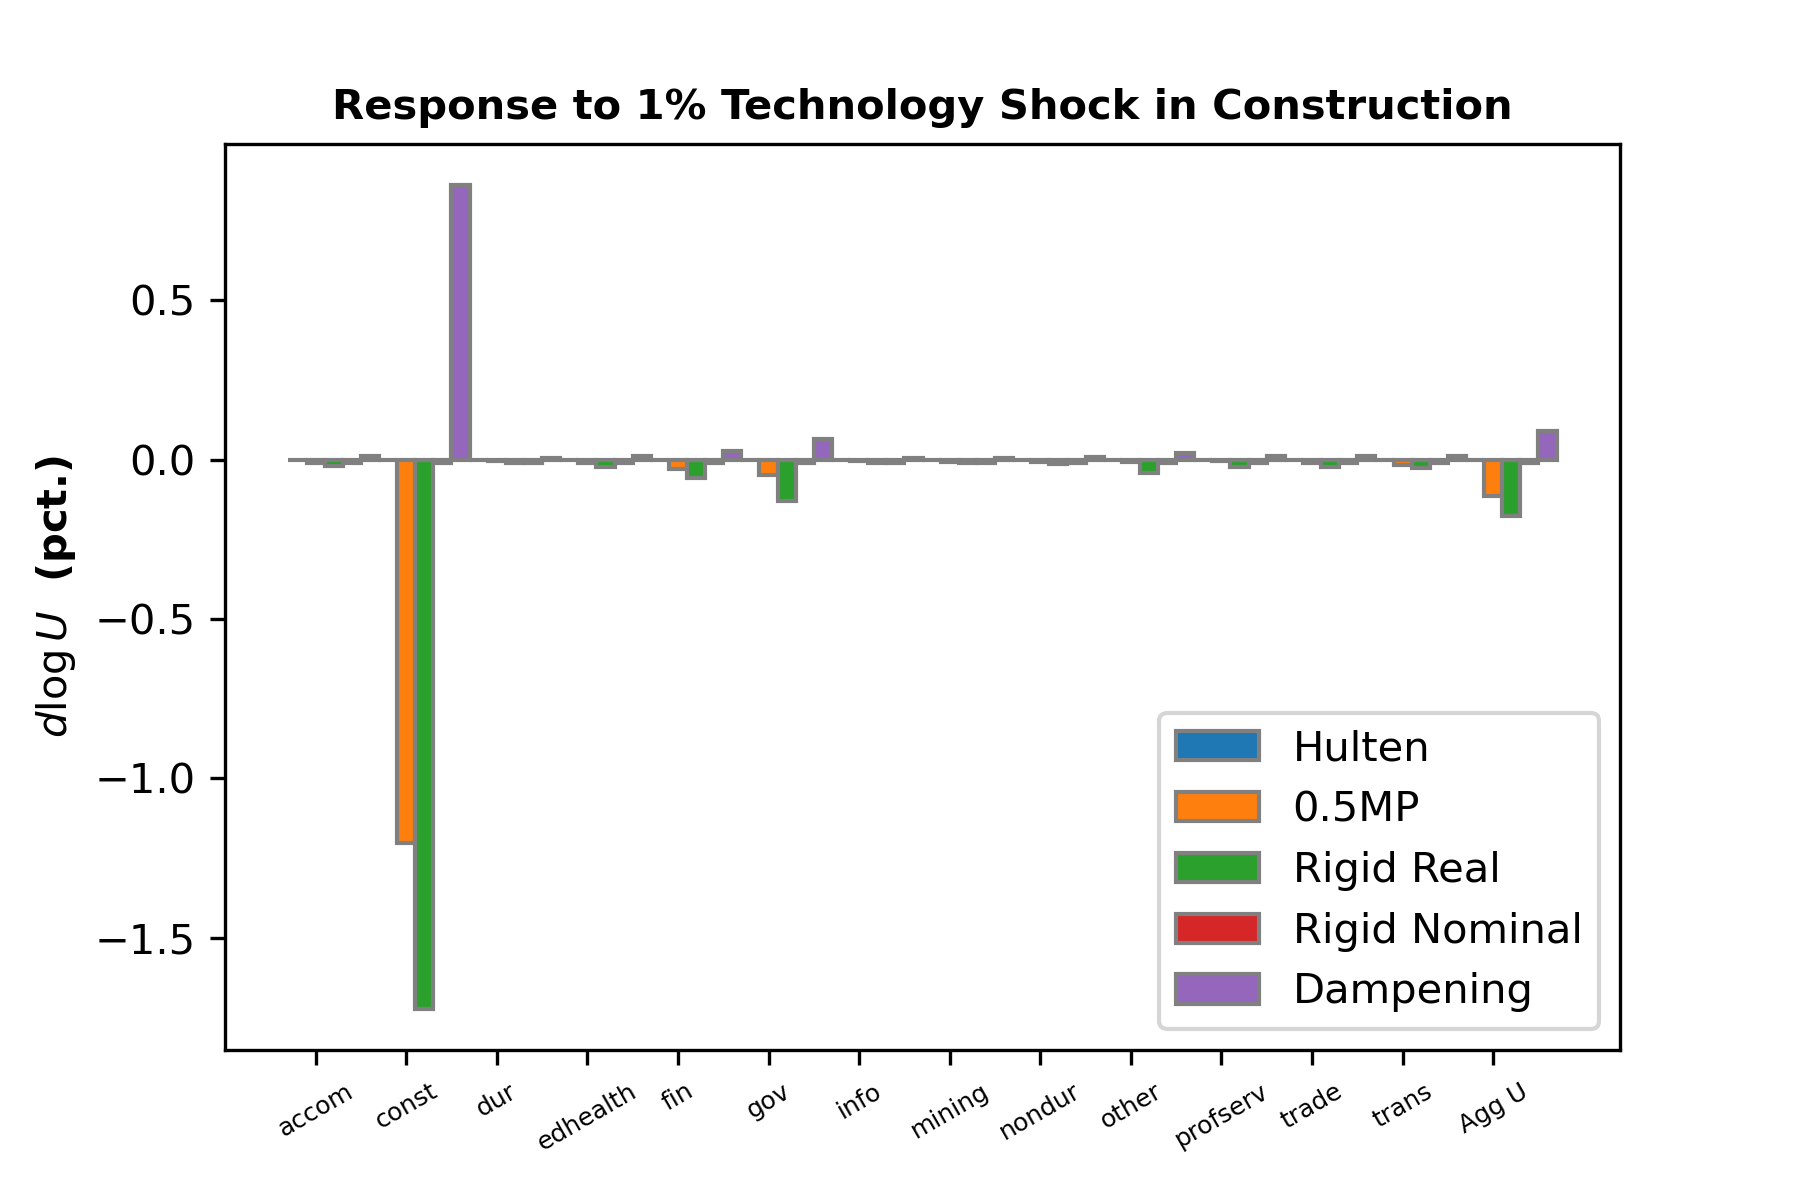 Response to 1% Technology Shock in Construction
dlog U (pct.)
0.5
0.0
−0.5
−1.0
−1.5
Hulten
0.5MP
Rigid Real
Rigid Nominal
Dampening
accom const dur edhealth fin gov info mining nondur other profserv trade trans Agg U